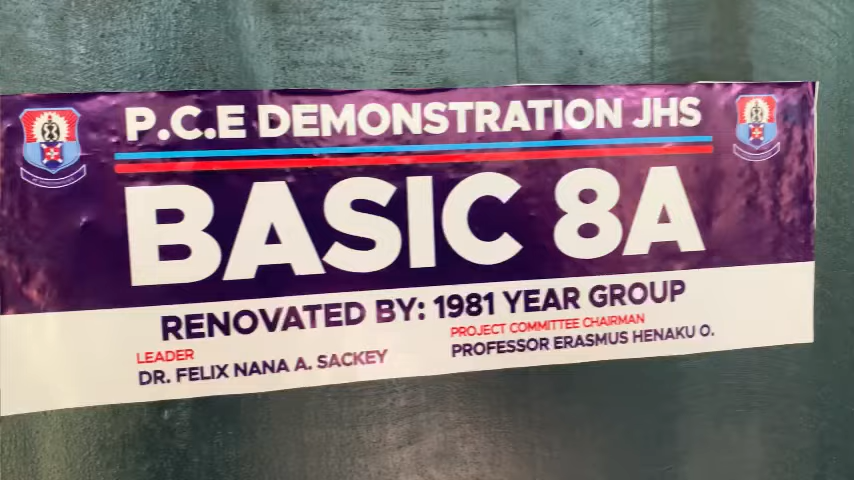 P.C.E DEMONSTRATION JHS
BASIC 8A
RENOVATED BY: 1981 YEAR GROUP
LEADER
DR. FELIX NANA A. SACKEY
PROJECT COMMITTEE CHAIRMAN
PROFESSOR ERASMUS HENAKU O.